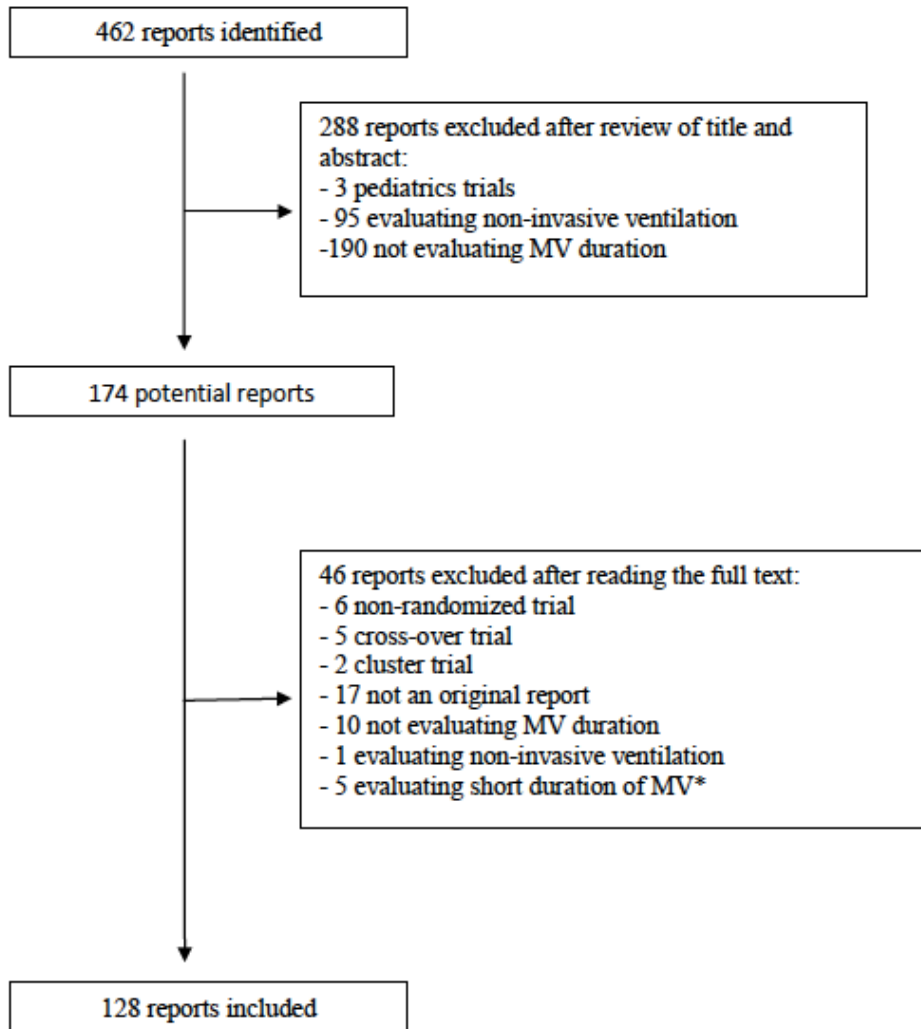 462 reports identified
288 reports excluded after review of title and
abstract:
- 3 pediatrics trials
- 95 evaluating non-invasive ventilation
-190 not evaluating MV duration
174 potential reports
46 reports excluded after reading the full text:
- 6 non-randomized trial
- 5 cross-over trial
- 2 cluster trial
- 17 not an original report
- 10 not evaluating MV duration
- 1 evaluating non-invasive ventilation
- 5 evaluating short duration of MV*
128 reports included